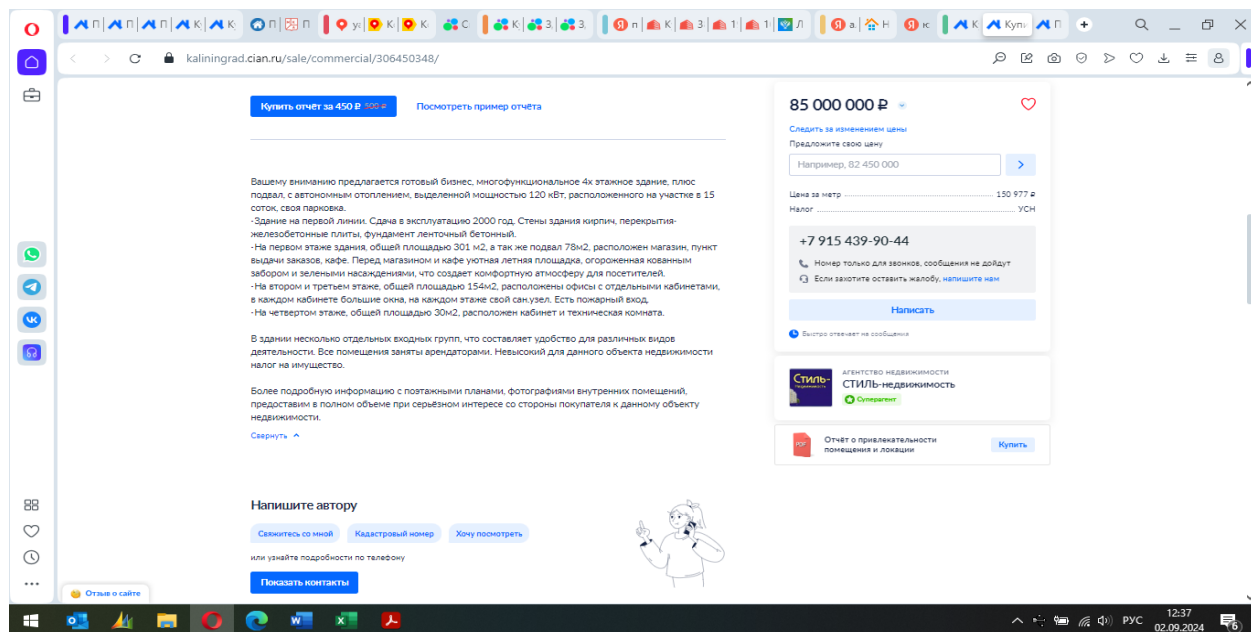 kaliningrad.cian.ru/sale/commercial/306450348/
Купить отчёт за 450 ₽ 500 ₽
Посмотреть пример отчёта
Вашему вниманию предлагается готовый бизнес, многофункциональное 4х этажное здание, плюс
подвал, с автономным отоплением, выделенной мощностью 120 кВт, расположенного на участке в 15
соток, своя парковка.
-Здание на первой линии. Сдача в эксплуатацию 2000 год, Стены здания кирпич, перекрытия-
железобетонные плиты, фундамент ленточный бетонный.
-На первом этаже здания, общей площадью 301 м2, а так же подвал 78м2, расположен магазин, пункт
выдачи заказов, кафе. Перед магазином и кафе уютная летняя площадка, огороженная кованным
забором и зелеными насаждениями, что создает комфортную атмосферу для посетителей.
-На втором и третьем этаже, общей площадью 154м2, расположены офисы с отдельными кабинетами,
в каждом кабинете большие окна, на каждом этаже свой сан.узел. Есть пожарный вход.
-На четвертом этаже, общей площадью 30м2, расположен кабинет и техническая комната.
В здании несколько отдельных входных групп, что составляет удобство для различных видов
деятельности. Все помещения заняты арендаторами. Невысокий для данного объекта недвижимости
налог на имущество.
Более подробную информацию с поэтажными планами, фотографиями внутренних помещений,
предоставим в полном объеме при серьёзном интересе со стороны покупателя к данному объекту
недвижимости.
Свернуть
Напишите автору
Свяжитесь со мной
Кадастровый номер
Хочу посмотреть
или узнайте подробности по телефону
Показать контакты
85 000 000 ₽
Следить за изменением цены
Предложите свою цену
Например, 82 450 000
Цена за метр 150 977 ₽
Налог УСН
+7 915 439-90-44
Номер только для звонков, сообщения не дойдут
Если захотите оставить жалобу, напишите нам
Написать
Быстро отвечает на сообщения
Стиль-
АГЕНТСТВО НЕДВИЖИМОСТИ
СТИЛЬ-недвижимость
Суперагент
PDF
Отчёт о привлекательности
помещения и локации
Купить
Отзыв о сайте
РУС
12:37
02.09.2024
6